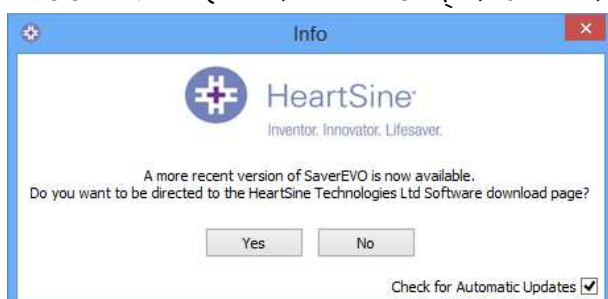 Info
HeartSine
Inventor. Innovator. Lifesaver.
A more recent version of SaverEVO is now available.
Do you want to be directed to the HeartSine Technologies Ltd Software download page?
Yes No
Check for Automatic Updates